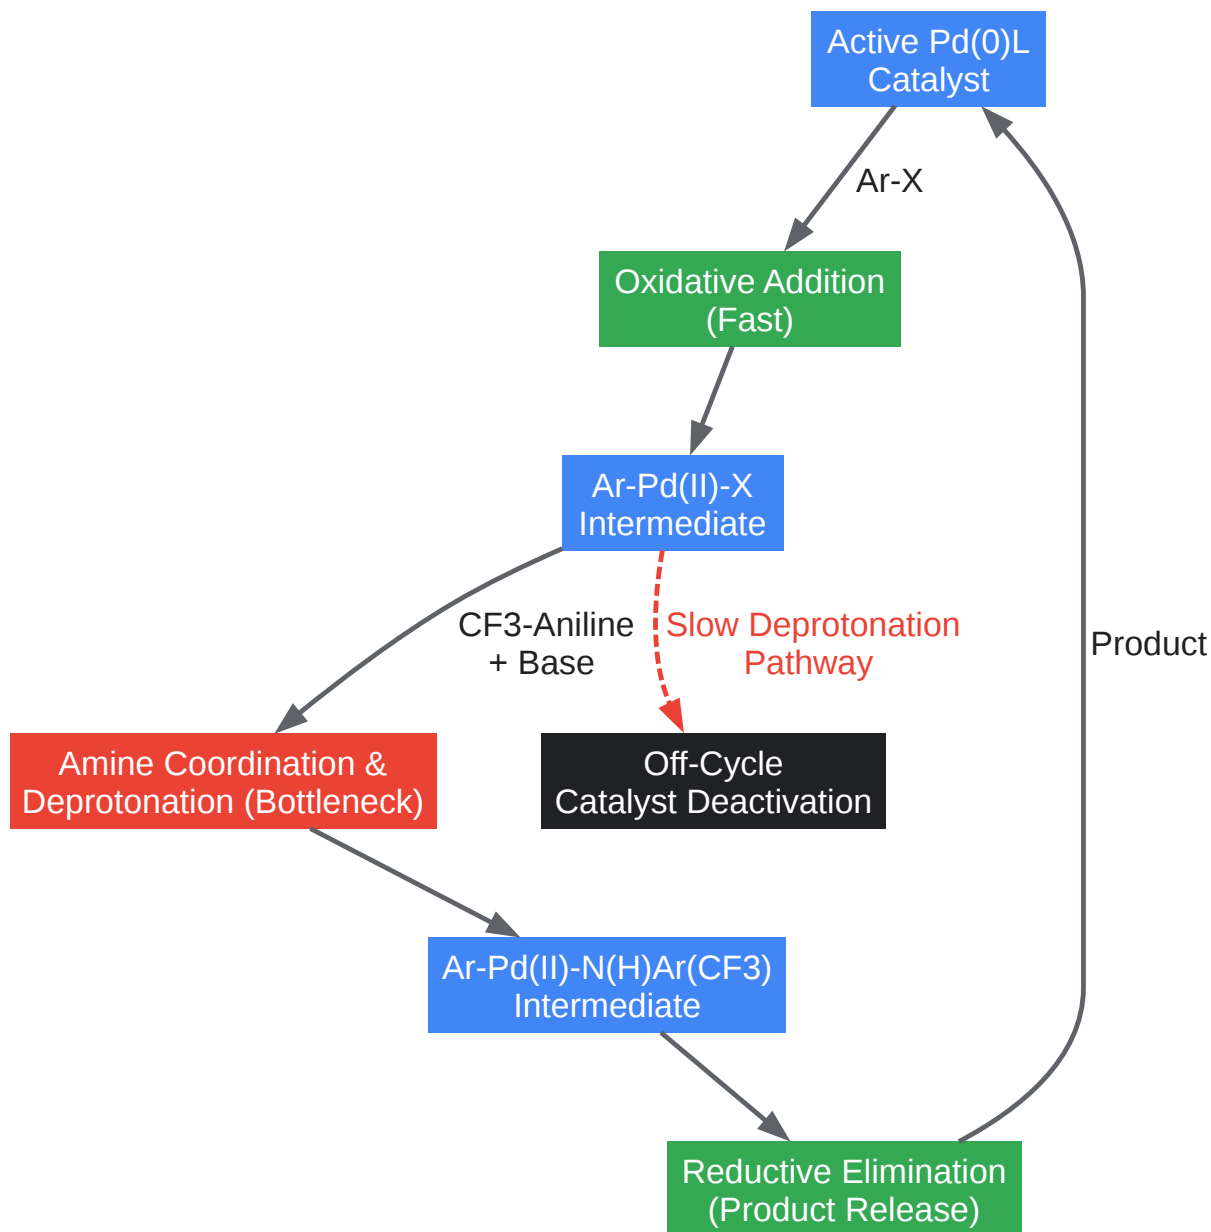 Active Pd(0)L
Catalyst
Ar-X
Oxidative Addition
(Fast)
Ar-Pd(II)-X
Intermediate
CF3-Aniline
+ Base
Slow Deprotonation
Pathway
Product
Amine Coordination &
Deprotonation (Bottleneck)
Off-Cycle
Catalyst Deactivation
Ar-Pd(II)-N(H)Ar(CF3)
Intermediate
Reductive Elimination
(Product Release)